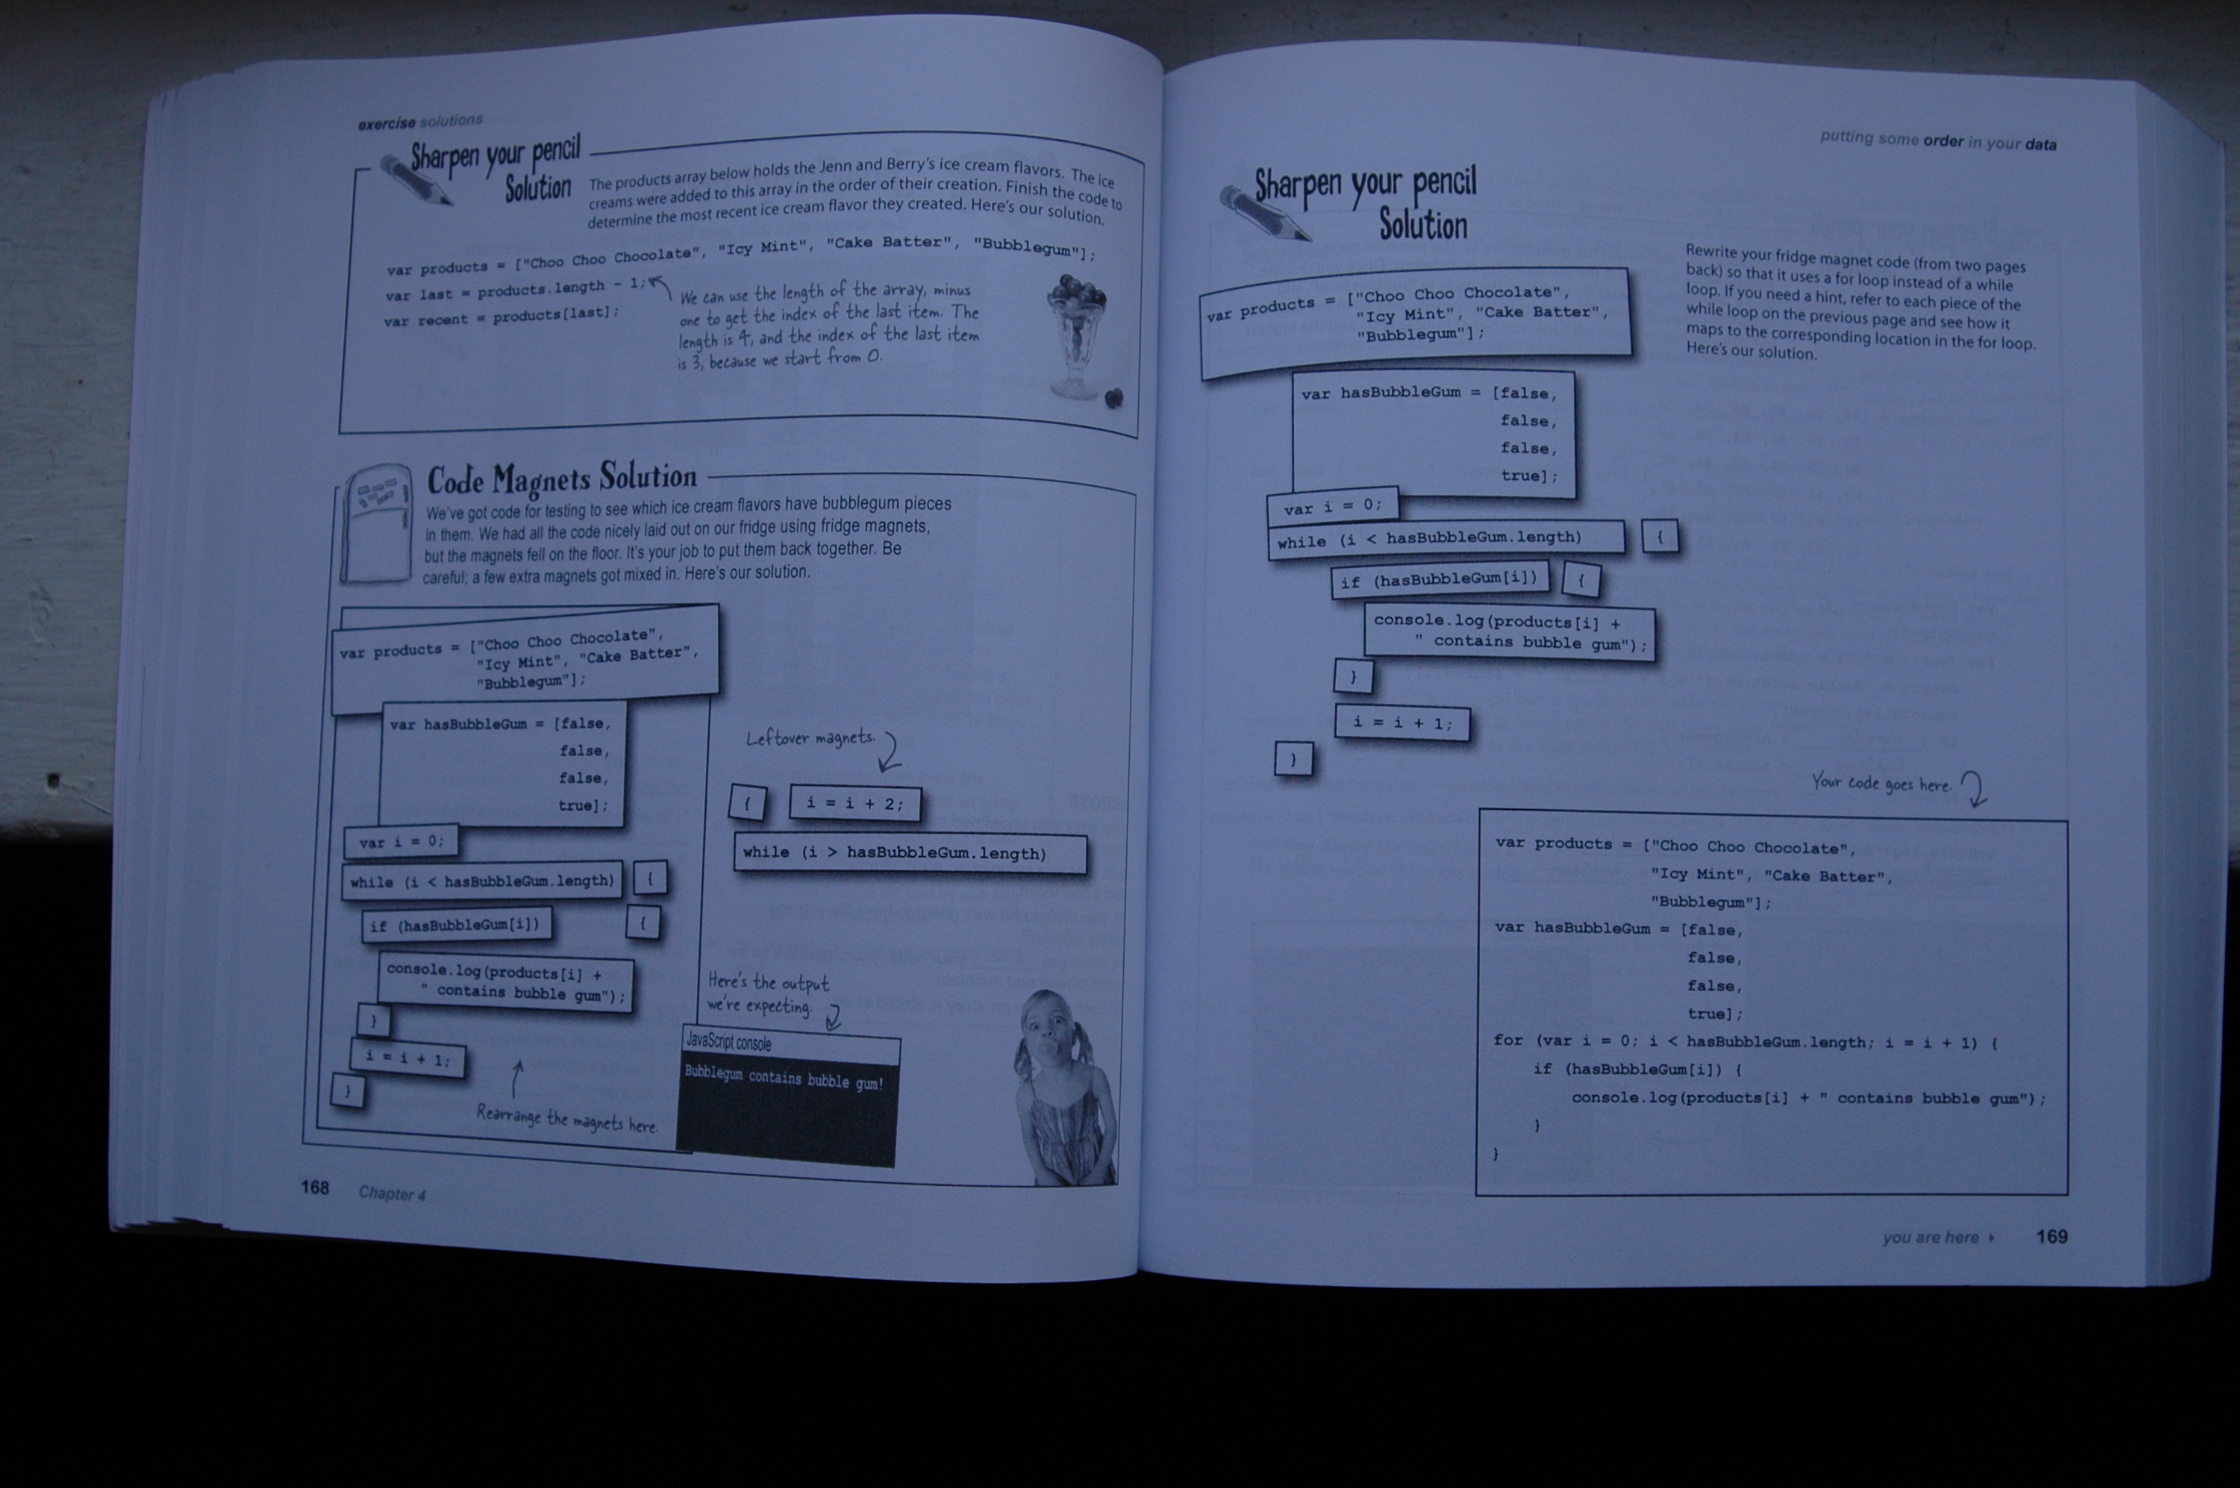 exercise solutions
Sharpen your pencil
Solution
The products array below holds the Jenn and Berry's ice cream flavors. The ice
creams were added to this array in the order of their creation. Finish the code to
determine the most recent ice cream flavor they created. Here's our solution.
var products = ["Choo Choo Chocolate", "Icy Mint", "Cake Batter", "Bubblegum"];
var last = products.length - 1;
var recent = products[last];
We can use the length of the array, minus
one to get the index of the last item. The
length is 4, and the index of the last item
is 3, because we start from 0.
Code Magnets Solution
We've got code for testing to see which ice cream flavors have bubblegum pieces
in them. We had all the code nicely laid out on our fridge using fridge magnets,
but the magnets fell on the floor. It's your job to put them back together. Be
careful; a few extra magnets got mixed in. Here's our solution.
var products = ["Choo Choo Chocolate",
"Icy Mint", "Cake Batter",
"Bubblegum"];
var hasBubbleGum = [false,
false,
false,
true];
var i = 0;
while (i < hasBubbleGum.length) {
if (hasBubbleGum[i]) {
console.log(products[i] +
" contains bubble gum");
}
i = i + 1;
}
Rearrange the magnets here.
Leftover magnets.
{ i = i + 2;
while (i > hasBubbleGum.length)
Here's the output
we're expecting.
JavaScript console
Bubblegum contains bubble gum!
168 Chapter 4
putting some order in your data
Sharpen your pencil
Solution
Rewrite your fridge magnet code (from two pages
back) so that it uses a for loop instead of a while
loop. If you need a hint, refer to each piece of the
while loop on the previous page and see how it
maps to the corresponding location in the for loop.
Here's our solution.
var products = ["Choo Choo Chocolate",
"Icy Mint", "Cake Batter",
"Bubblegum"];
var hasBubbleGum = [false,
false,
false,
true];
var i = 0;
while (i < hasBubbleGum.length) {
if (hasBubbleGum[i]) {
console.log(products[i] +
" contains bubble gum");
}
i = i + 1;
}
Your code goes here.
var products = ["Choo Choo Chocolate",
"Icy Mint", "Cake Batter",
"Bubblegum"];
var hasBubbleGum = [false,
false,
false,
true];
for (var i = 0; i < hasBubbleGum.length; i = i + 1) {
if (hasBubbleGum[i]) {
console.log(products[i] + " contains bubble gum");
}
}
you are here 169